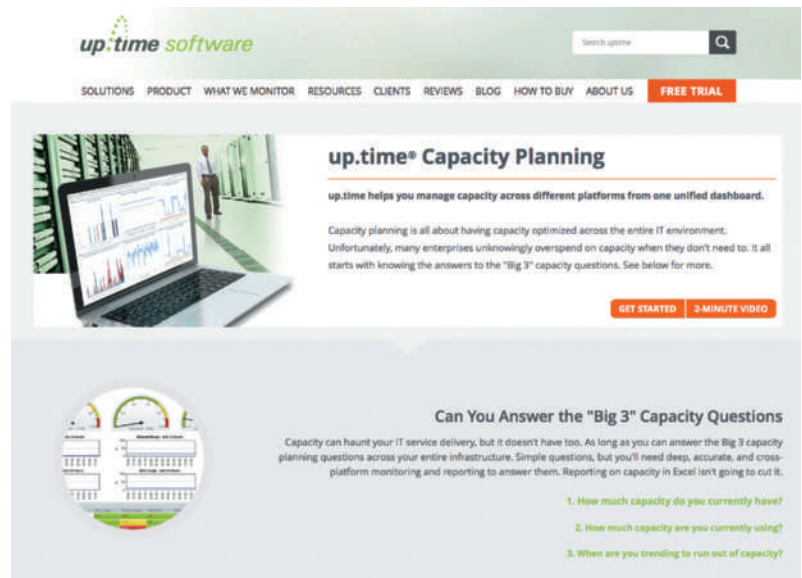 up.time software
Search uptime
SOLUTIONS PRODUCT WHAT WE MONITOR RESOURCES CLIENTS REVIEWS BLOG HOW TO BUY ABOUT US FREE TRIAL
up.time® Capacity Planning
up.time helps you manage capacity across different platforms from one unified dashboard.
Capacity planning is all about having capacity optimized across the entire IT environment.
Unfortunately, many enterprises unknowingly overspend on capacity when they don't need to. It all
starts with knowing the answers to the "Big 3" capacity questions. See below for more.
GET STARTED 2-MINUTE VIDEO
Can You Answer the "Big 3" Capacity Questions
Capacity can haunt your IT service delivery, but it doesn't have too. As long as you can answer the Big 3 capacity
planning questions across your entire infrastructure. Simple questions, but you'll need deep, accurate, and cross-
platform monitoring and reporting to answer them. Reporting on capacity in Excel isn't going to cut it.
1. How much capacity do you currently have?
2. How much capacity are you currently using?
3. When are you trending to run out of capacity?